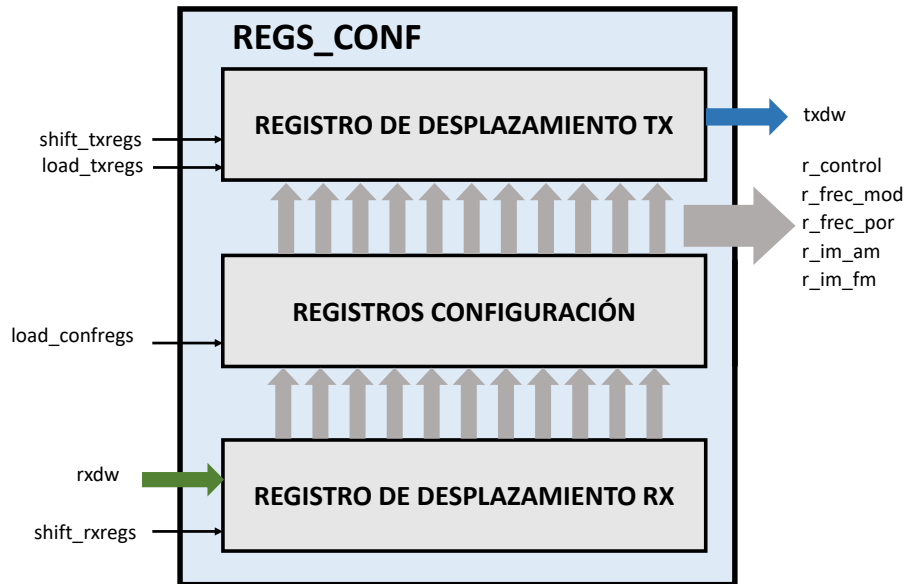 REGS_CONF
REGISTRO DE DESPLAZAMIENTO TX
shift_txregs
load_txregs
txdw
r_control
r_frec_mod
r_frec_por
r_im_am
r_im_fm
REGISTROS CONFIGURACIÓN
load_confregs
rxdw
REGISTRO DE DESPLAZAMIENTO RX
shift_rxregs